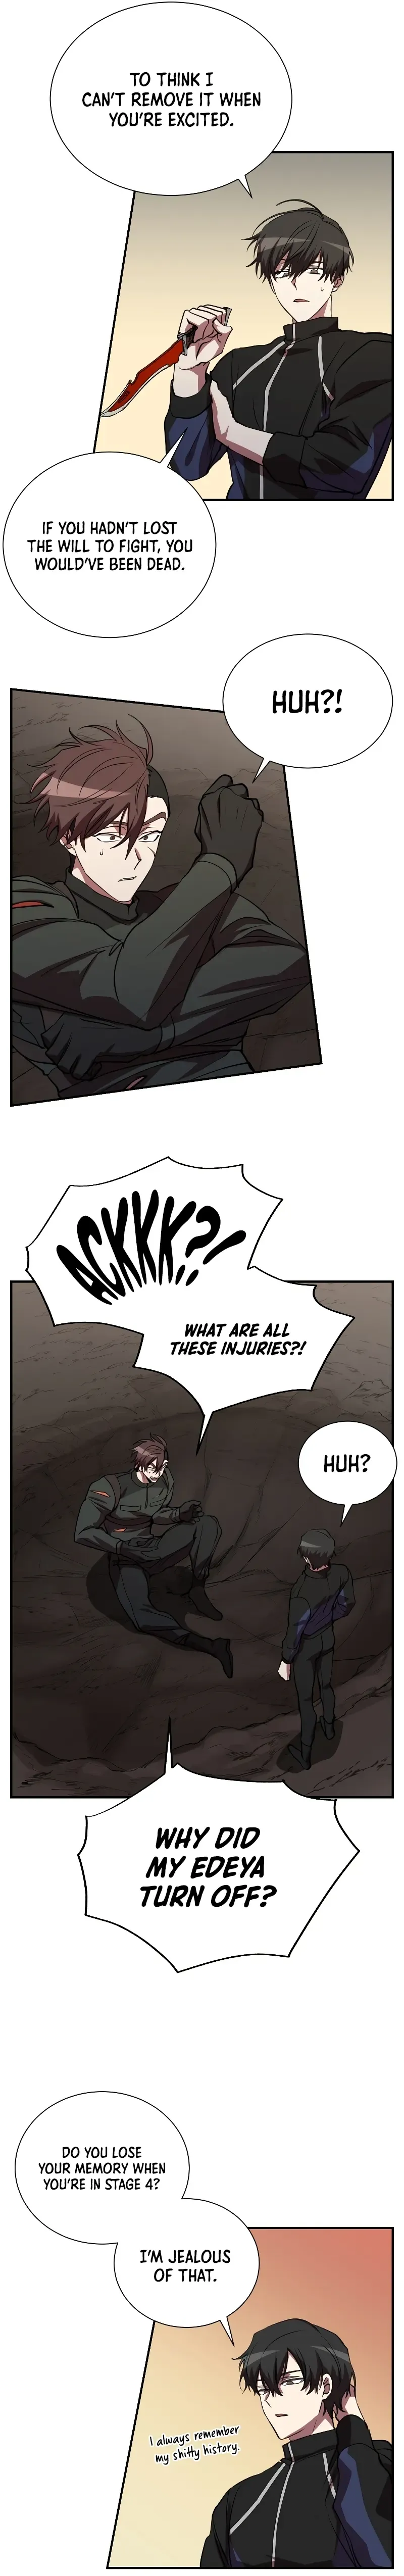 TO THINK I
CAN'T REMOVE IT WHEN
YOU'RE EXCITED.
IF YOU HADN'T LOST
THE WILL TO FIGHT, YOU
WOULD'VE BEEN DEAD.
HUH?!
ACKKK?!
WHAT ARE ALL
THESE INJURIES?!
HUH?
WHY DID
MY EDEYA
TURN OFF?
DO YOU LOSE
YOUR MEMORY WHEN
YOU'RE IN STAGE 4?
I'M JEALOUS
OF THAT.
I always remember
my shitty history.